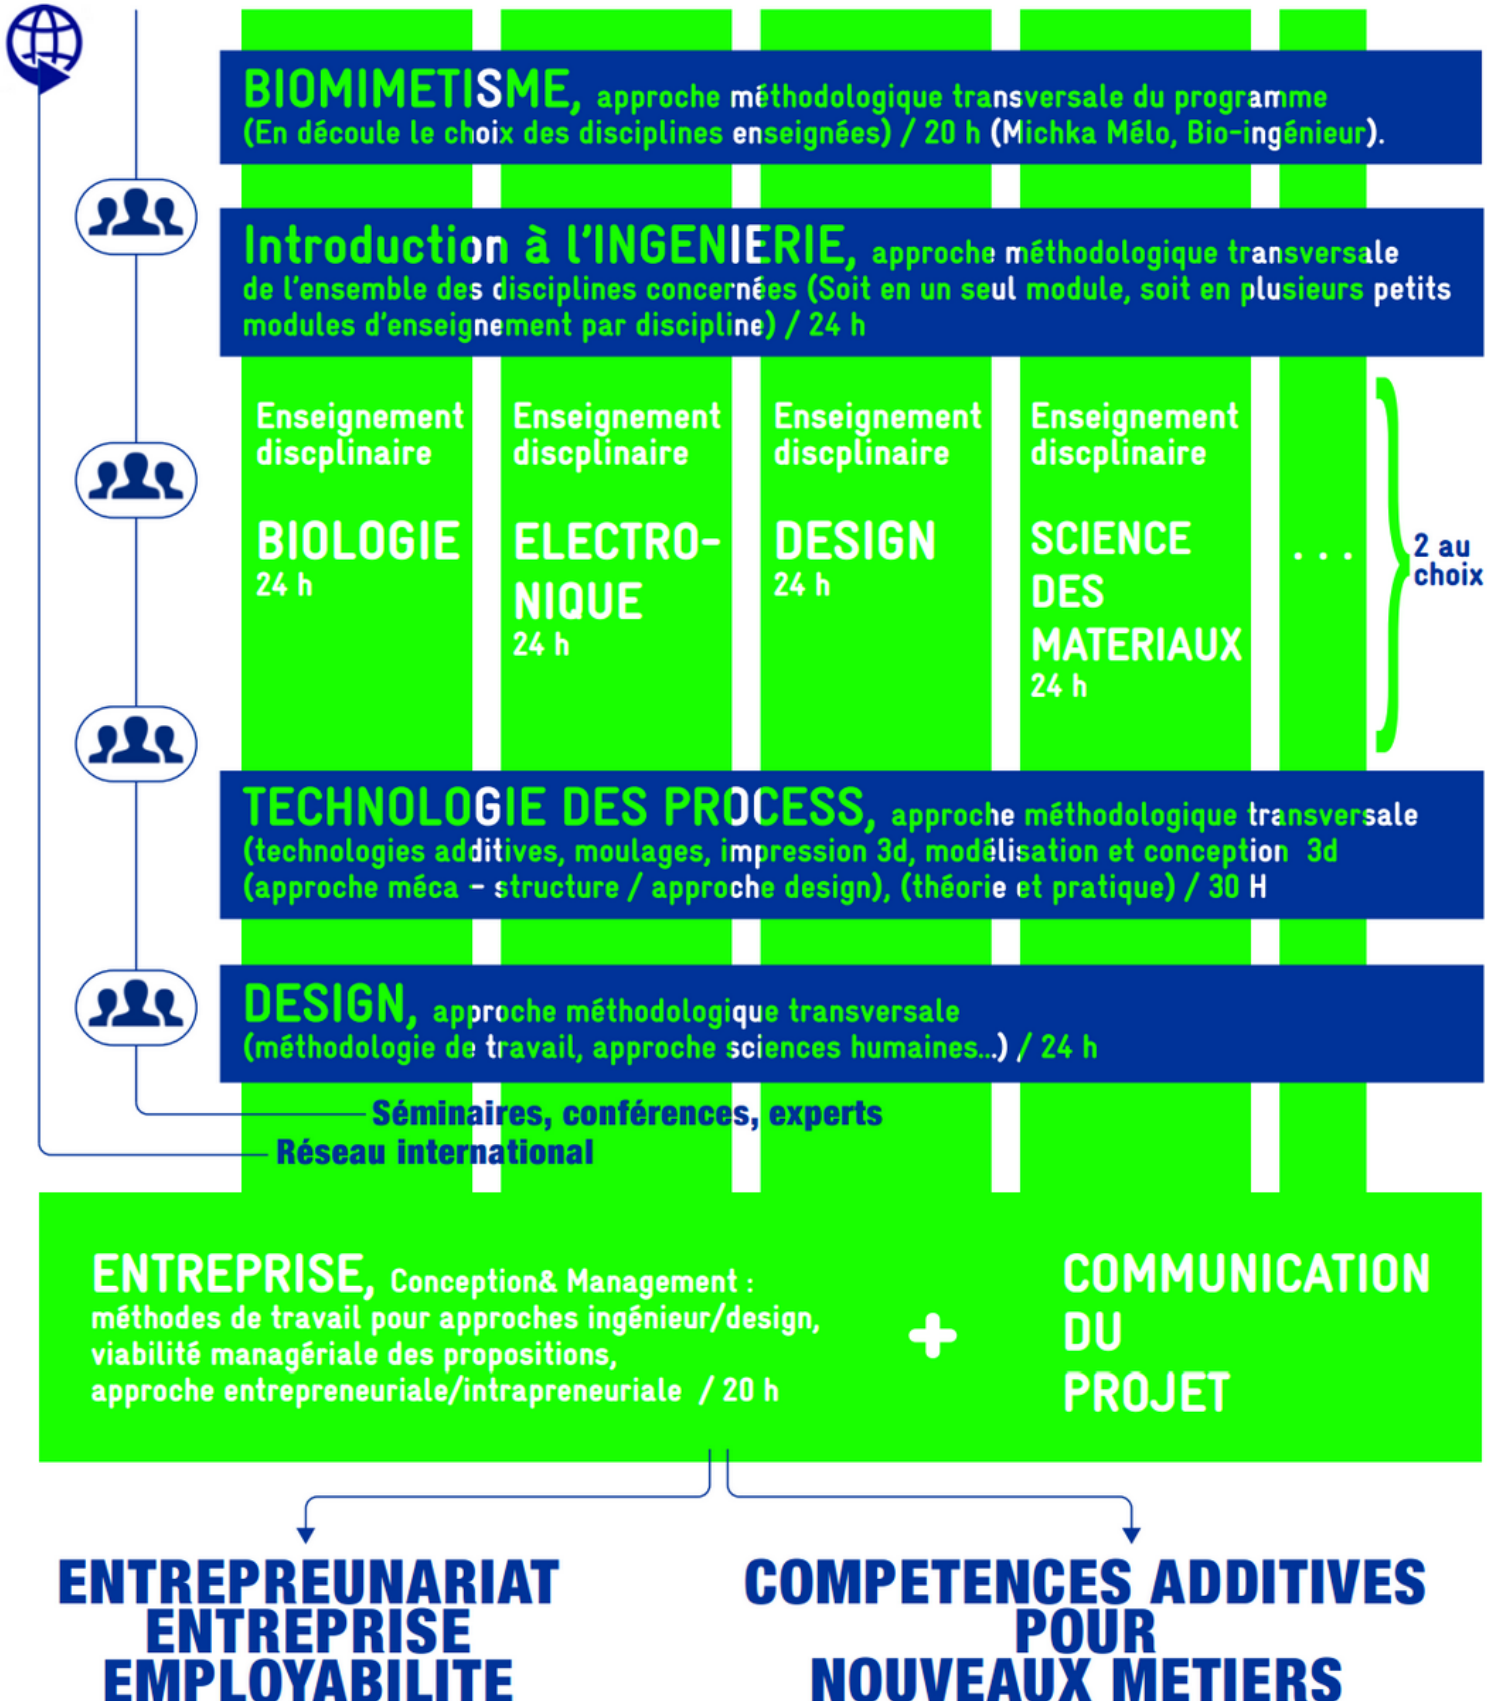 BIOMIMETISME, approche méthodologique transversale du programme
(En découle le choix des disciplines enseignées) / 20 h (Michka Mélo, Bio-ingénieur).
Introduction à l'INGENIERIE, approche méthodologique transversale
de l'ensemble des disciplines concernées (Soit en un seul module, soit en plusieurs petits
modules d'enseignement par discipline) / 24 h
Enseignement
discplinaire
BIOLOGIE
24 h
Enseignement
discplinaire
ELECTRO-
NIQUE
24 h
Enseignement
discplinaire
DESIGN
24 h
Enseignement
discplinaire
SCIENCE
DES
MATERIAUX
24 h
...
2 au
choix
TECHNOLOGIE DES PROCESS, approche méthodologique transversale
(technologies additives, moulages, impression 3d, modélisation et conception 3d
(approche méca – structure / approche design), (théorie et pratique) / 30 H
DESIGN, approche méthodologique transversale
(méthodologie de travail, approche sciences humaines...) / 24 h
Séminaires, conférences, experts
Réseau international
ENTREPRISE, Conception& Management :
méthodes de travail pour approches ingénieur/design,
viabilité managériale des propositions,
approche entrepreneuriale/intrapreneuriale / 20 h
+
COMMUNICATION
DU
PROJET
ENTREPREUNARIAT
ENTREPRISE
EMPLOYABILITE
COMPETENCES ADDITIVES
POUR
NOUVEAUX METIERS